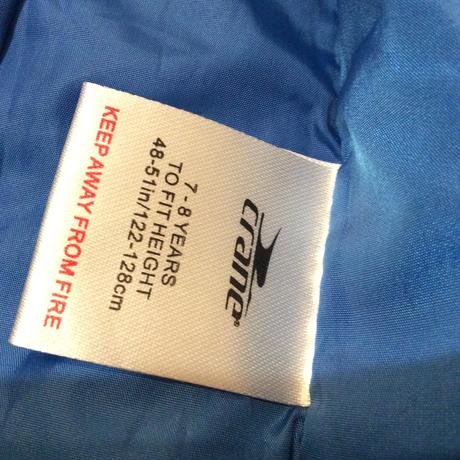 crane®
7 - 8 YEARS
TO FIT HEIGHT
48-51in/122-128cm
KEEP AWAY FROM FIRE